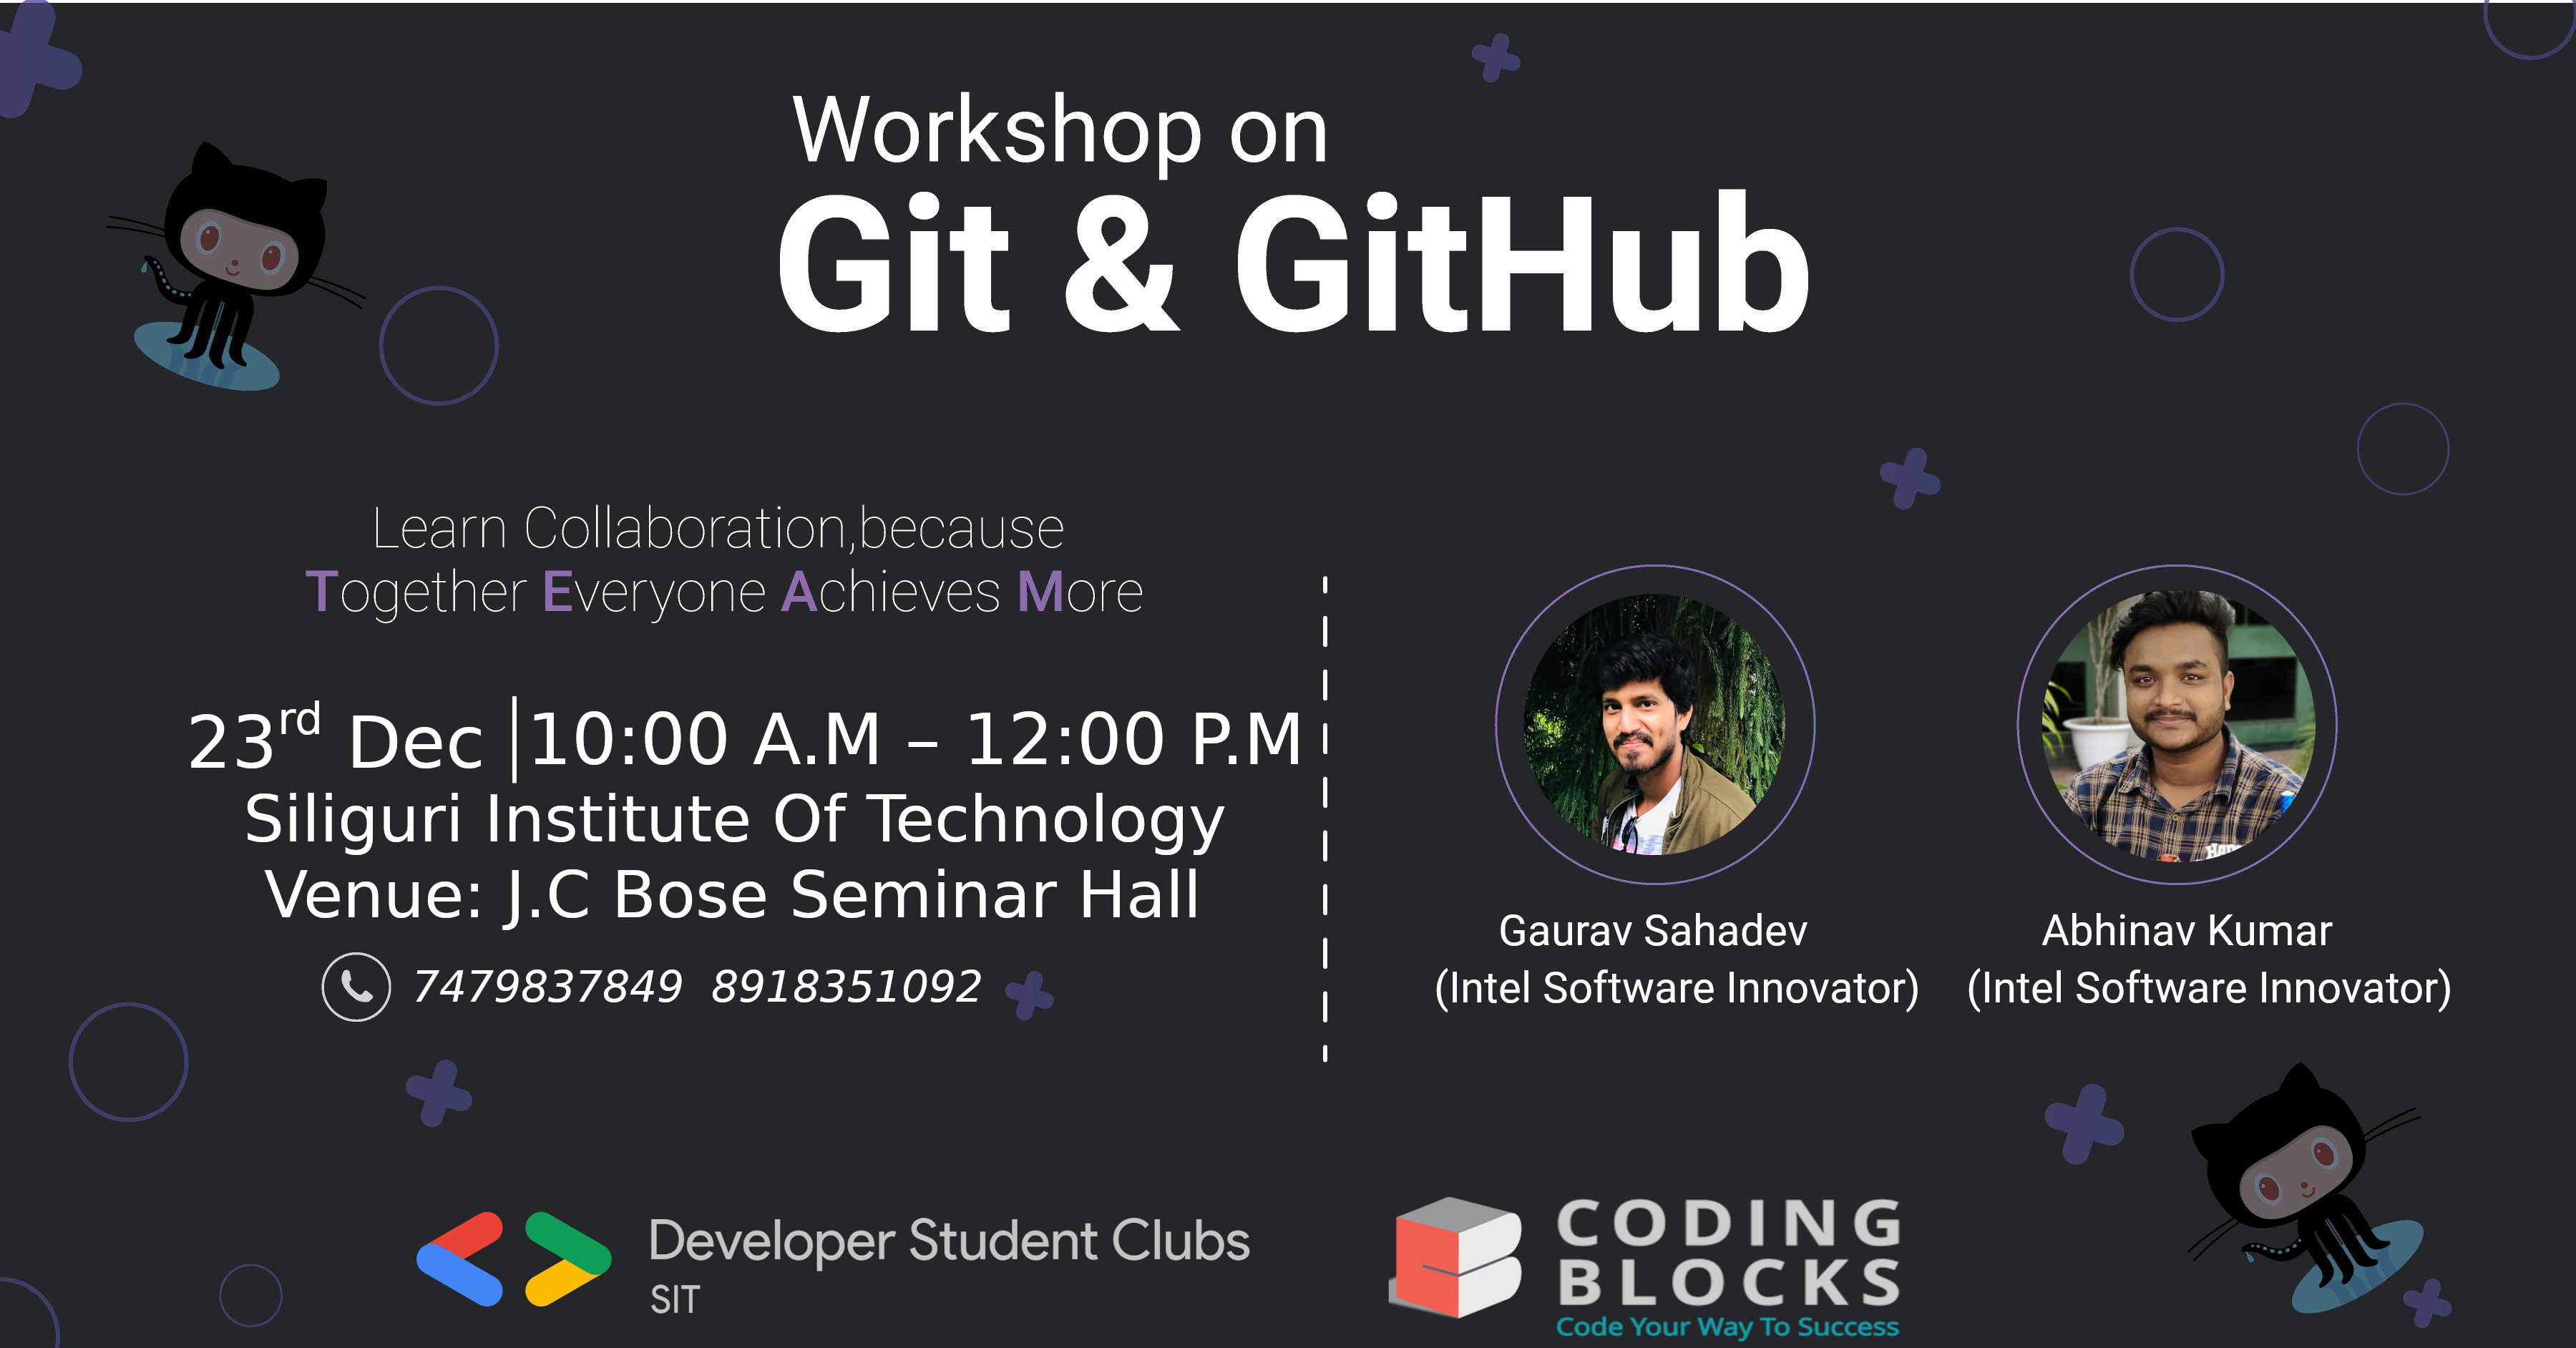 Workshop on
Git & GitHub
Learn Collaboration,because
Together Everyone Achieves More
23rd Dec |10:00 A.M – 12:00 P.M
Siliguri Institute Of Technology
Venue: J.C Bose Seminar Hall
7479837849 8918351092
Gaurav Sahadev
(Intel Software Innovator)
Abhinav Kumar
(Intel Software Innovator)
Developer Student Clubs
SIT
CODING
BLOCKS
Code Your Way To Success